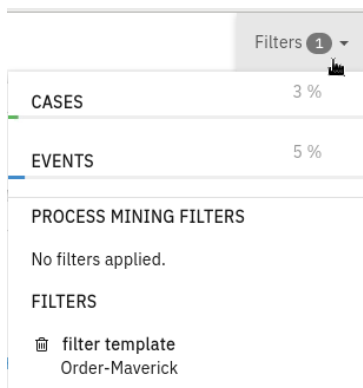 Filters 1
CASES 3 %
EVENTS 5 %
PROCESS MINING FILTERS
No filters applied.
FILTERS
filter template
Order-Maverick